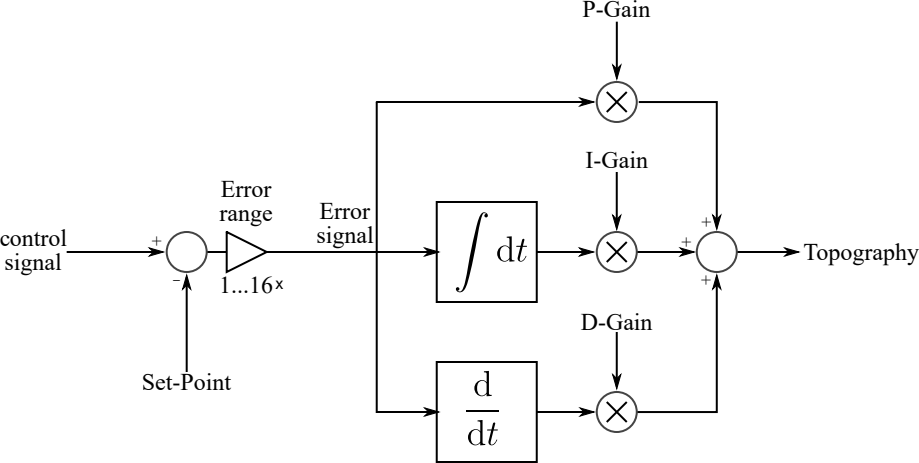 P-Gain
I-Gain
Error
range
Error
signal
control
signal
+
-
1...16x
∫ dt
+
+
+
Topography
D-Gain
Set-Point
d
dt